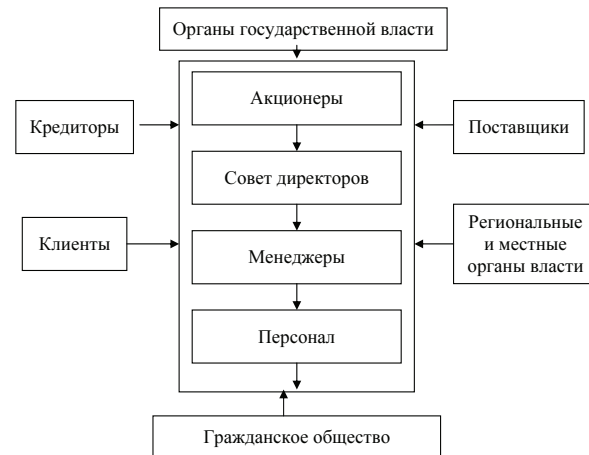 Органы государственной власти
Акционеры
Кредиторы
Поставщики
Совет директоров
Клиенты
Менеджеры
Региональные
и местные
органы власти
Персонал
Гражданское общество